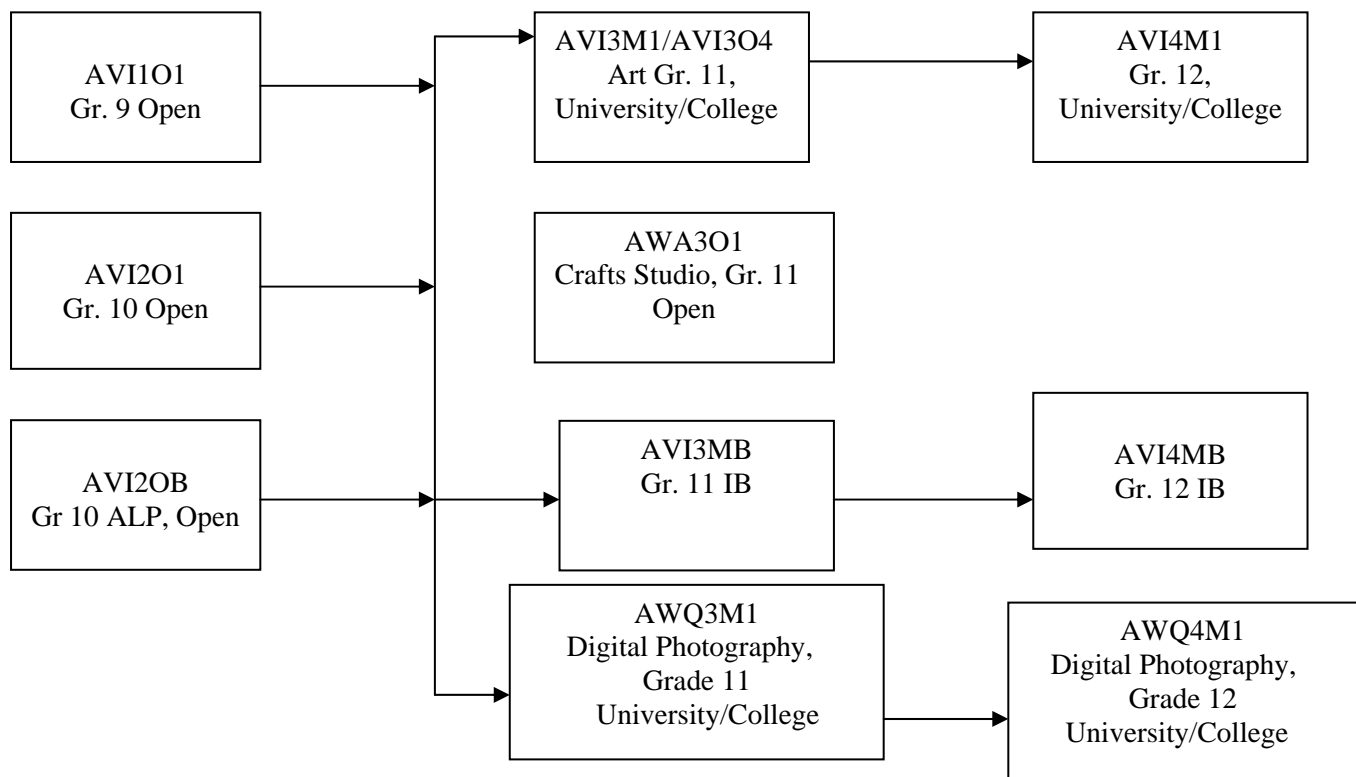 AVI1O1
Gr. 9 Open
AVI3M1/AVI3O4
Art Gr. 11,
University/College
AVI4M1
Gr. 12,
University/College
AVI2O1
Gr. 10 Open
AWA3O1
Crafts Studio, Gr. 11
Open
AVI2OB
Gr 10 ALP, Open
AVI3MB
Gr. 11 IB
AVI4MB
Gr. 12 IB
AWQ3M1
Digital Photography,
Grade 11
University/College
AWQ4M1
Digital Photography,
Grade 12
University/College